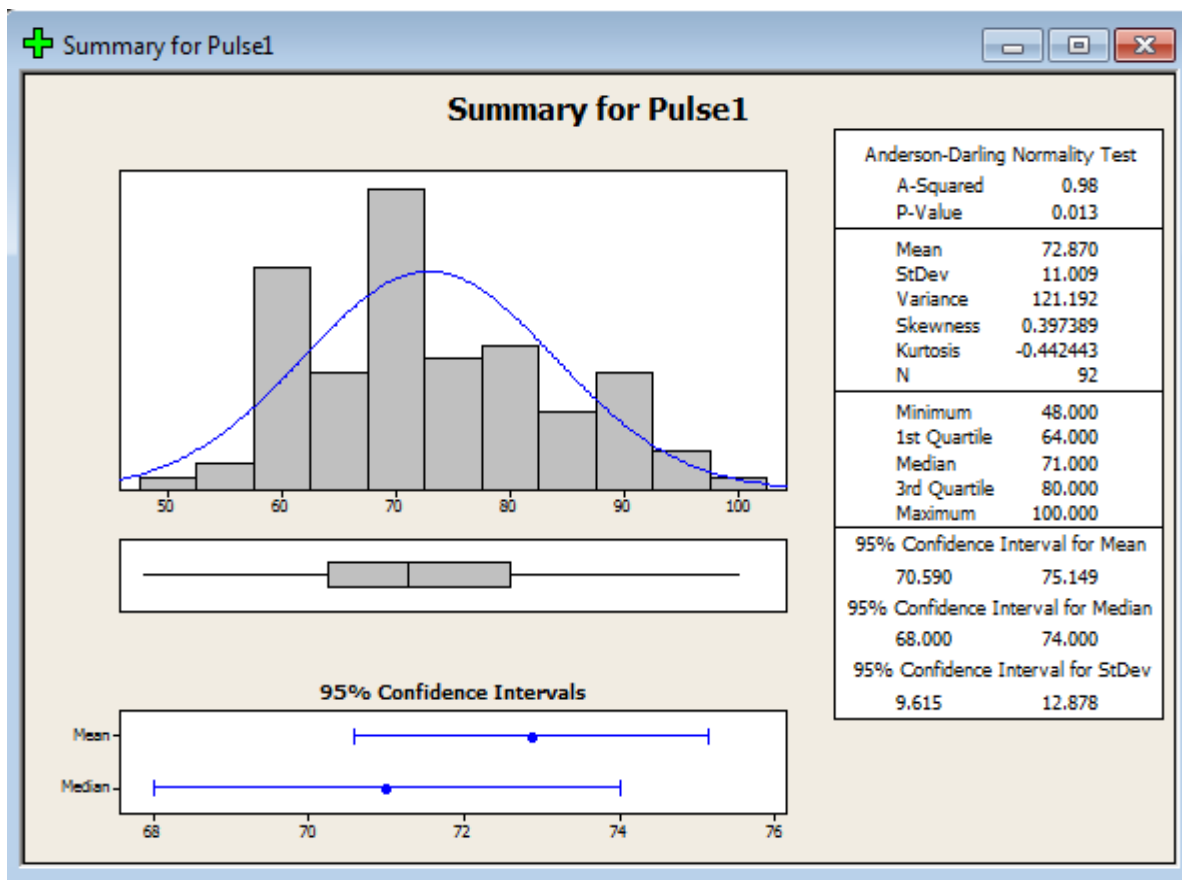 Summary for Pulse1
Summary for Pulse1
50 60 70 80 90 100
95% Confidence Intervals
Mean
Median
68 70 72 74 76
Anderson-Darling Normality Test
A-Squared 0.98
P-Value 0.013
Mean 72.870
StDev 11.009
Variance 121.192
Skewness 0.397389
Kurtosis -0.442443
N 92
Minimum 48.000
1st Quartile 64.000
Median 71.000
3rd Quartile 80.000
Maximum 100.000
95% Confidence Interval for Mean
70.590 75.149
95% Confidence Interval for Median
68.000 74.000
95% Confidence Interval for StDev
9.615 12.878